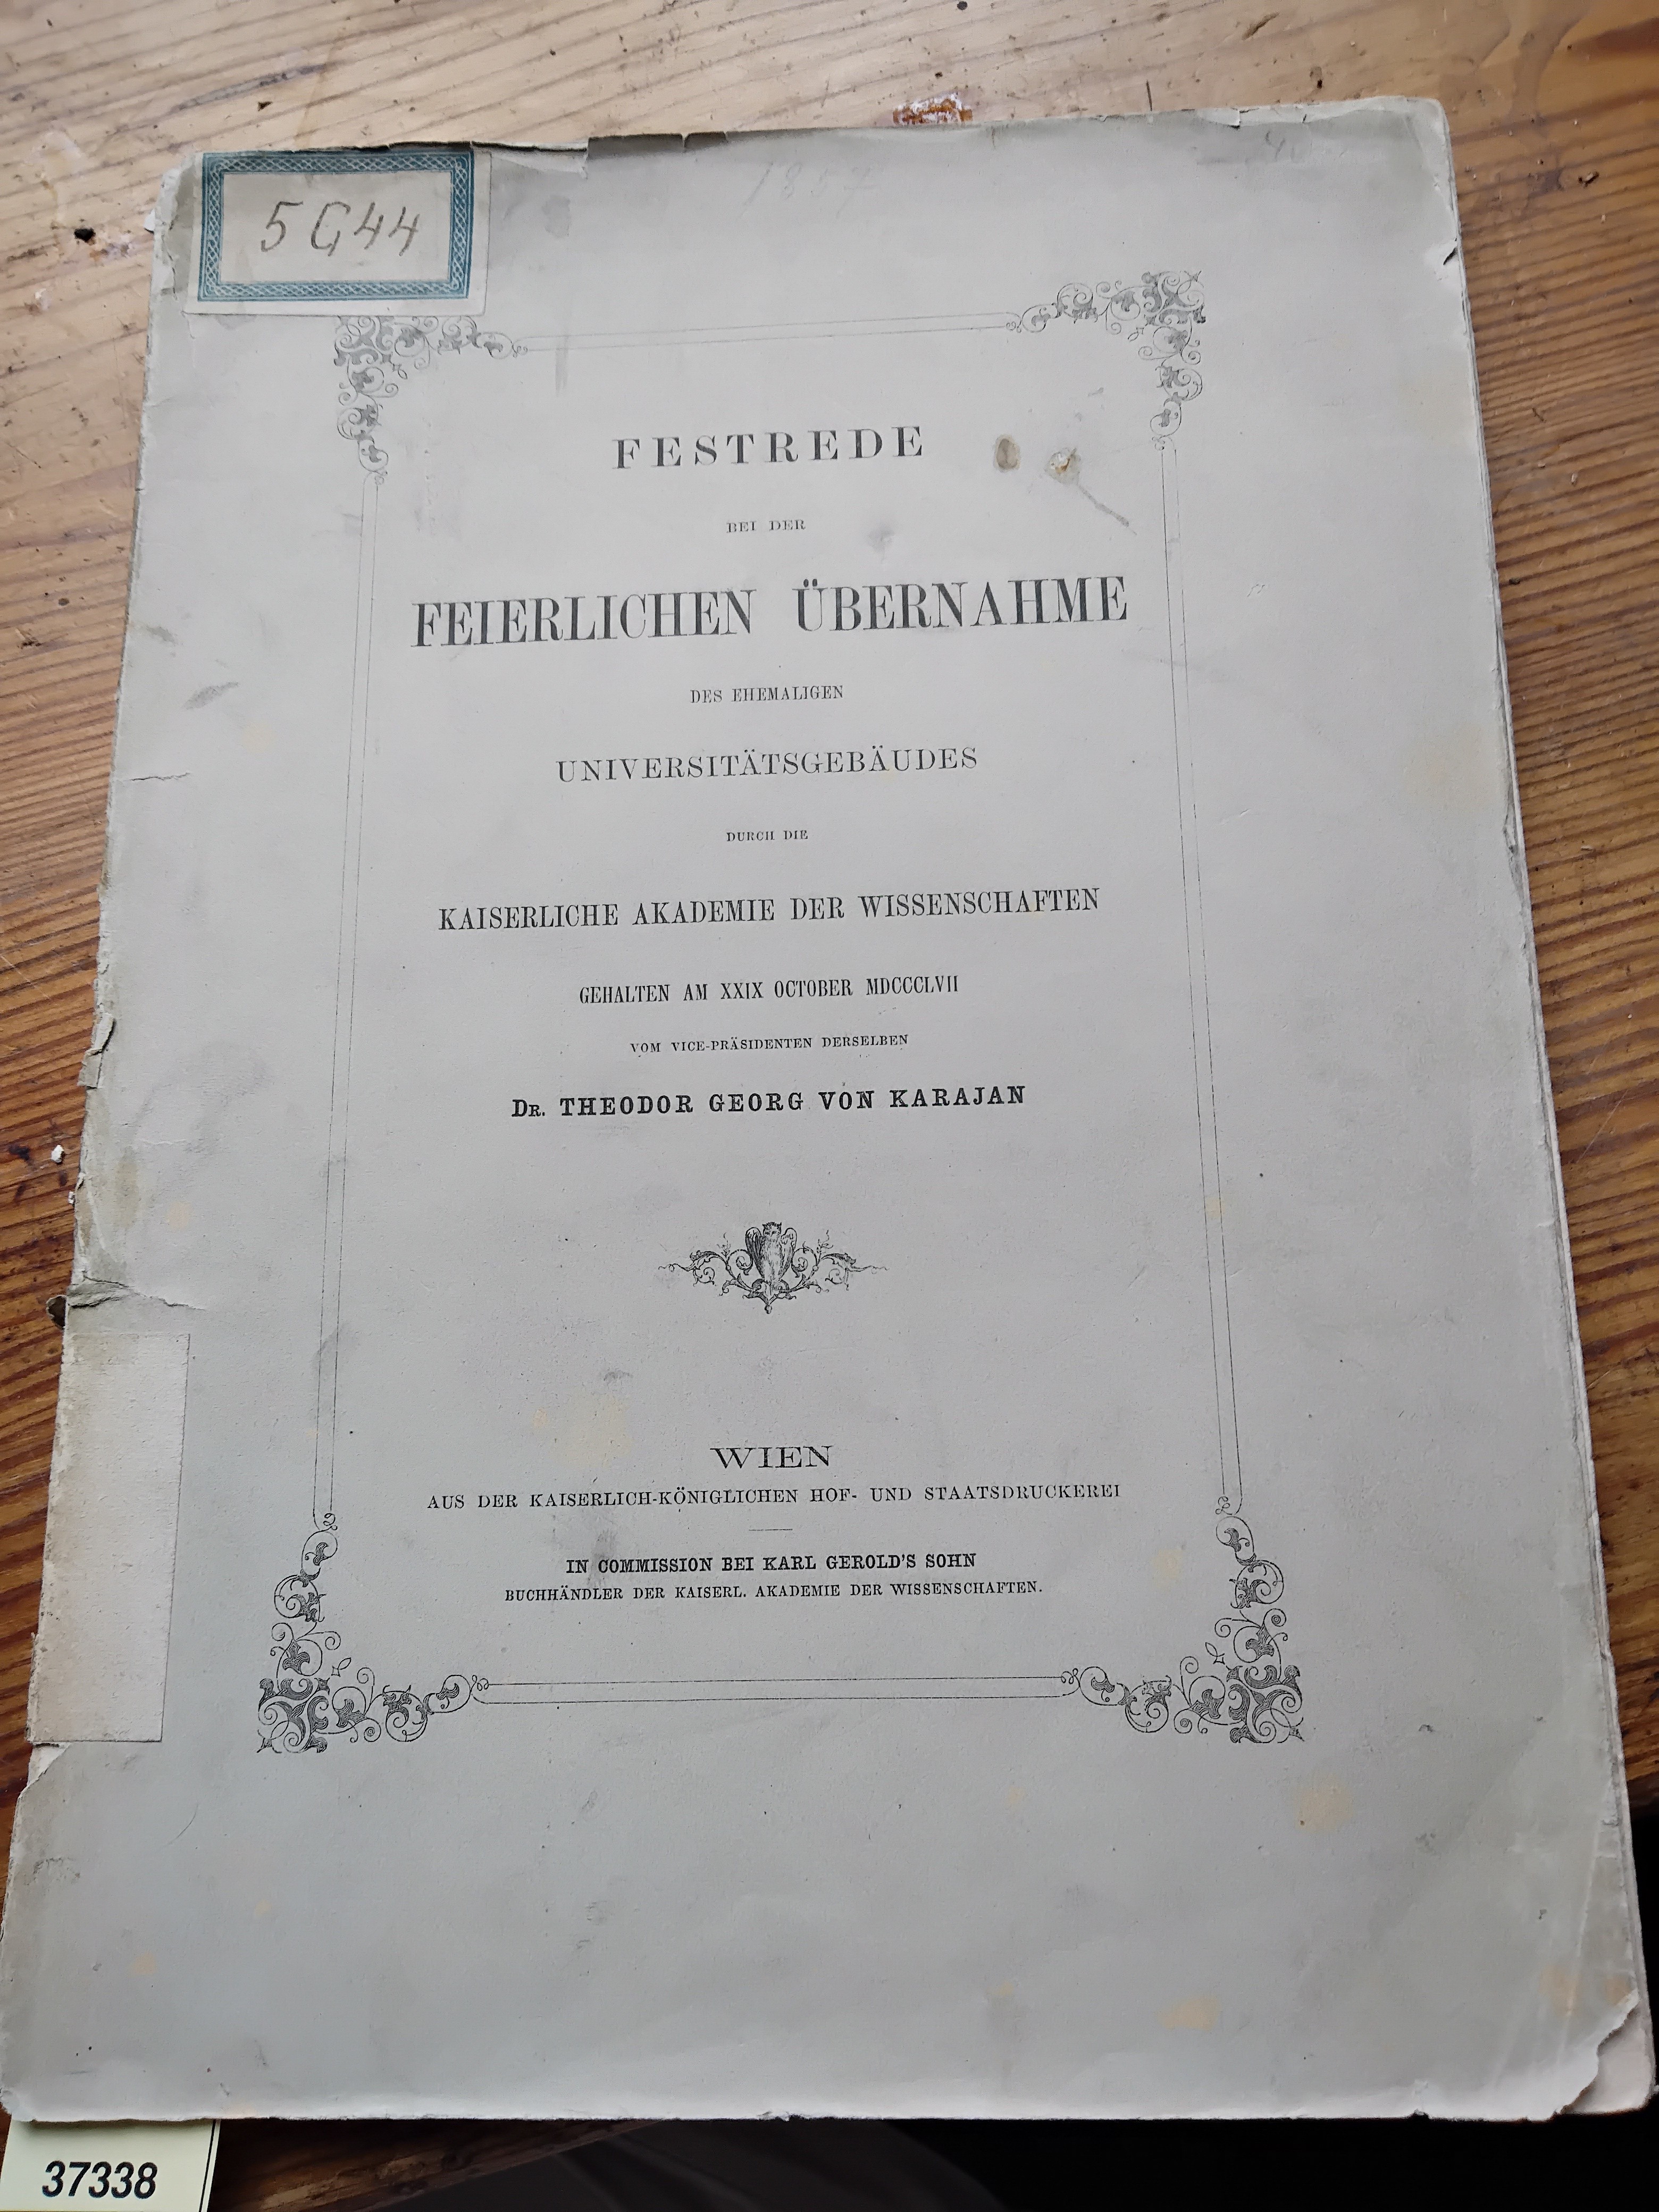 5 G 44
1857
FESTREDE
BEI DER
FEIERLICHEN ÜBERNAHME
DES EHEMALIGEN
UNIVERSITÄTSGEBÄUDES
DURCH DIE
KAISERLICHE AKADEMIE DER WISSENSCHAFTEN
GEHALTEN AM XXIX OCTOBER MDCCCLVII
VOM VICE-PRÄSIDENTEN DERSELBEN
DR. THEODOR GEORG VON KARAJAN
WIEN
AUS DER KAISERLICH-KÖNIGLICHEN HOF- UND STAATSDRUCKEREI
IN COMMISSION BEI KARL GEROLD'S SOHN
BUCHHÄNDLER DER KAISERL. AKADEMIE DER WISSENSCHAFTEN.
37338